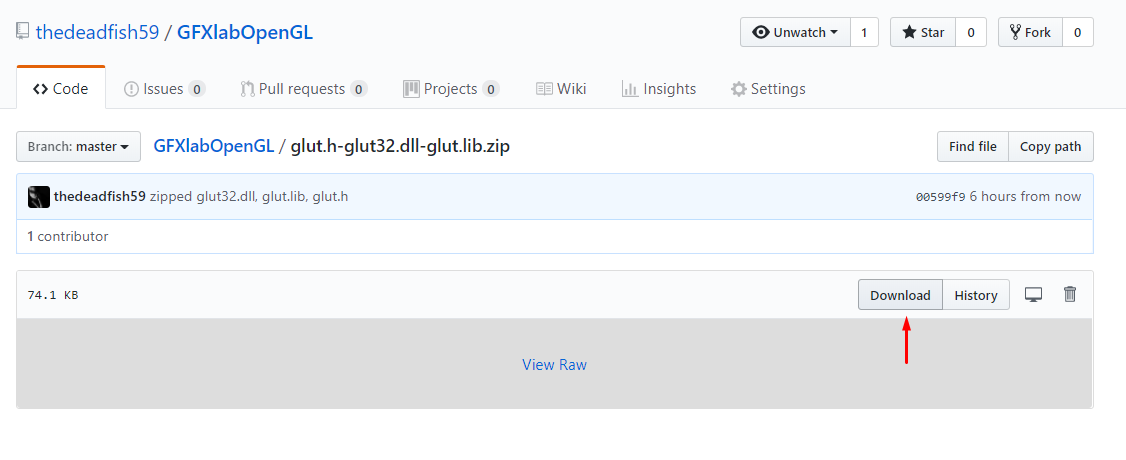 thedeadfish59 / GFXlabOpenGL Unwatch 1 Star 0 Fork 0
Code Issues 0 Pull requests 0 Projects 0 Wiki Insights Settings
Branch: master GFXlabOpenGL / glut.h-glut32.dll-glut.lib.zip Find file Copy path
thedeadfish59 zipped glut32.dll, glut.lib, glut.h 00599f9 6 hours from now
1 contributor
74.1 KB Download History
View Raw